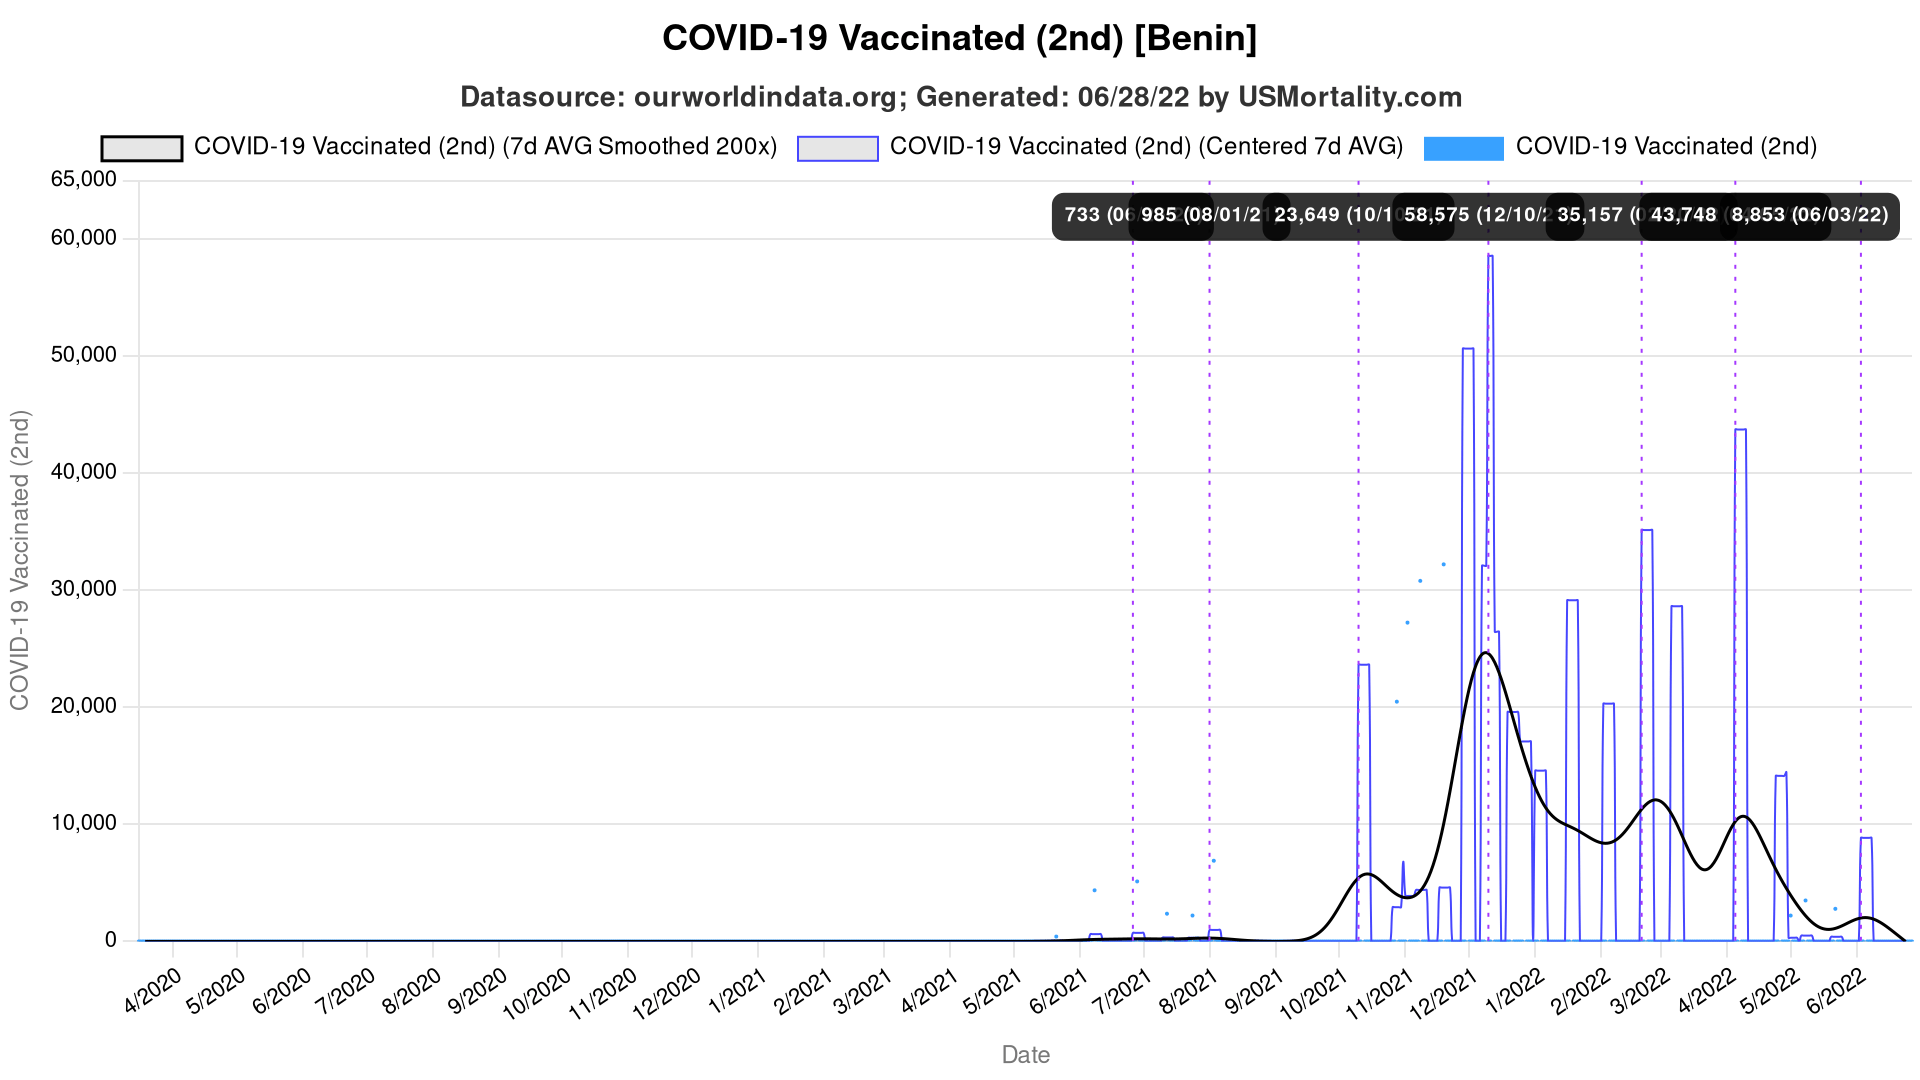 COVID-19 Vaccinated (2nd) [Benin]
Datasource: ourworldindata.org; Generated: 06/28/22 by USMortality.com
COVID-19 Vaccinated (2nd) (7d AVG Smoothed 200x) COVID-19 Vaccinated (2nd) (Centered 7d AVG) COVID-19 Vaccinated (2nd)
65,000
733 (06/ 985 (08/01/21) 23,649 (10/10 58,575 (12/10/2 35,157 (0 43,748 8,853 (06/03/22)
60,000
50,000
40,000
30,000
20,000
10,000
0
COVID-19 Vaccinated (2nd)
4/2020 5/2020 6/2020 7/2020 8/2020 9/2020 10/2020 11/2020 12/2020 1/2021 2/2021 3/2021 4/2021 5/2021 6/2021 7/2021 8/2021 9/2021 10/2021 11/2021 12/2021 1/2022 2/2022 3/2022 4/2022 5/2022 6/2022
Date